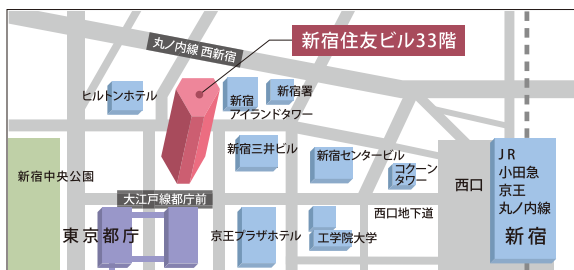 丸ノ内線 西新宿
新宿住友ビル33階
ヒルトンホテル
新宿
アイランドタワー
新宿署
新宿三井ビル
新宿センタービル
コクーン
タワー
新宿中央公園
大江戸線都庁前
東京都庁
京王プラザホテル
工学院大学
西口地下道
西口
JR
小田急
京王
丸ノ内線
新宿